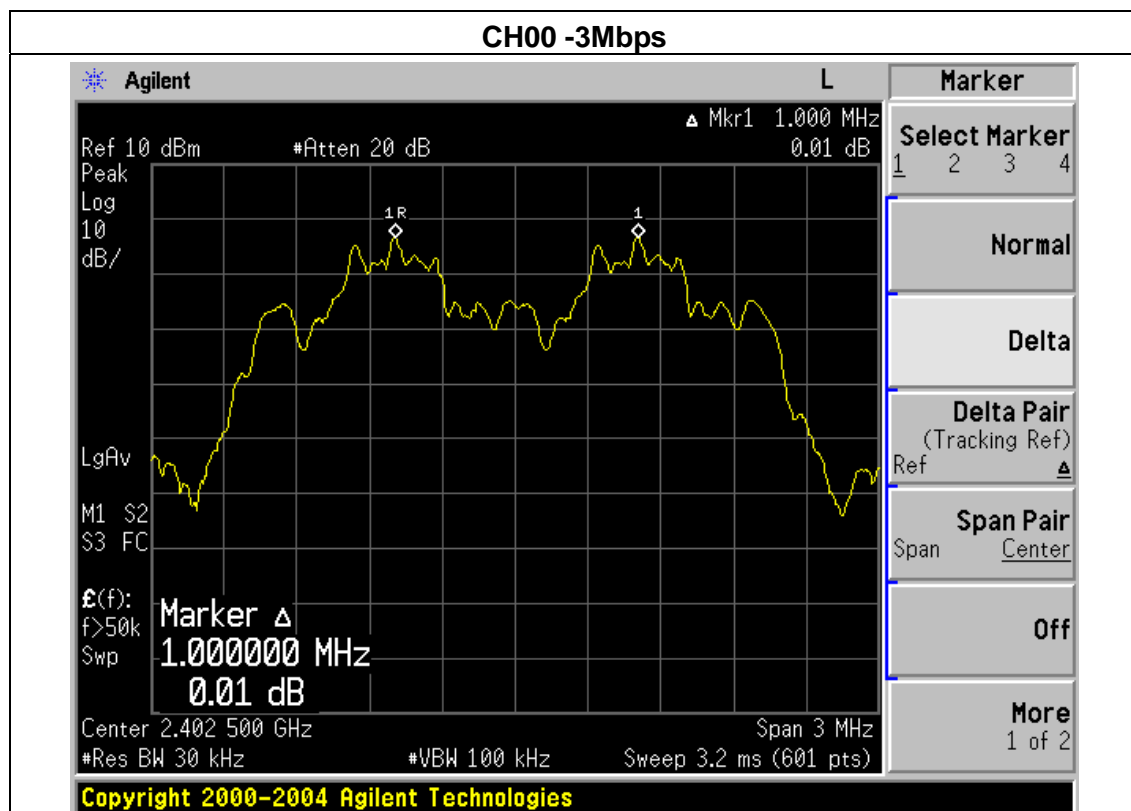 CH00 -3Mbps
Agilent L
Δ Mkr1 1.000 MHz
Ref 10 dBm #Atten 20 dB 0.01 dB
Peak
Log
10
dB/
1R
1
LgAv
M1 S2
S3 FC
£(f):
f>50k
Swp
Marker Δ
1.000000 MHz
0.01 dB
Center 2.402 500 GHz Span 3 MHz
#Res BW 30 kHz #VBW 100 kHz Sweep 3.2 ms (601 pts)
Copyright 2000-2004 Agilent Technologies
Marker
Select Marker
1 2 3 4
Normal
Delta
Delta Pair
(Tracking Ref)
Ref Δ
Span Pair
Span Center
Off
More
1 of 2